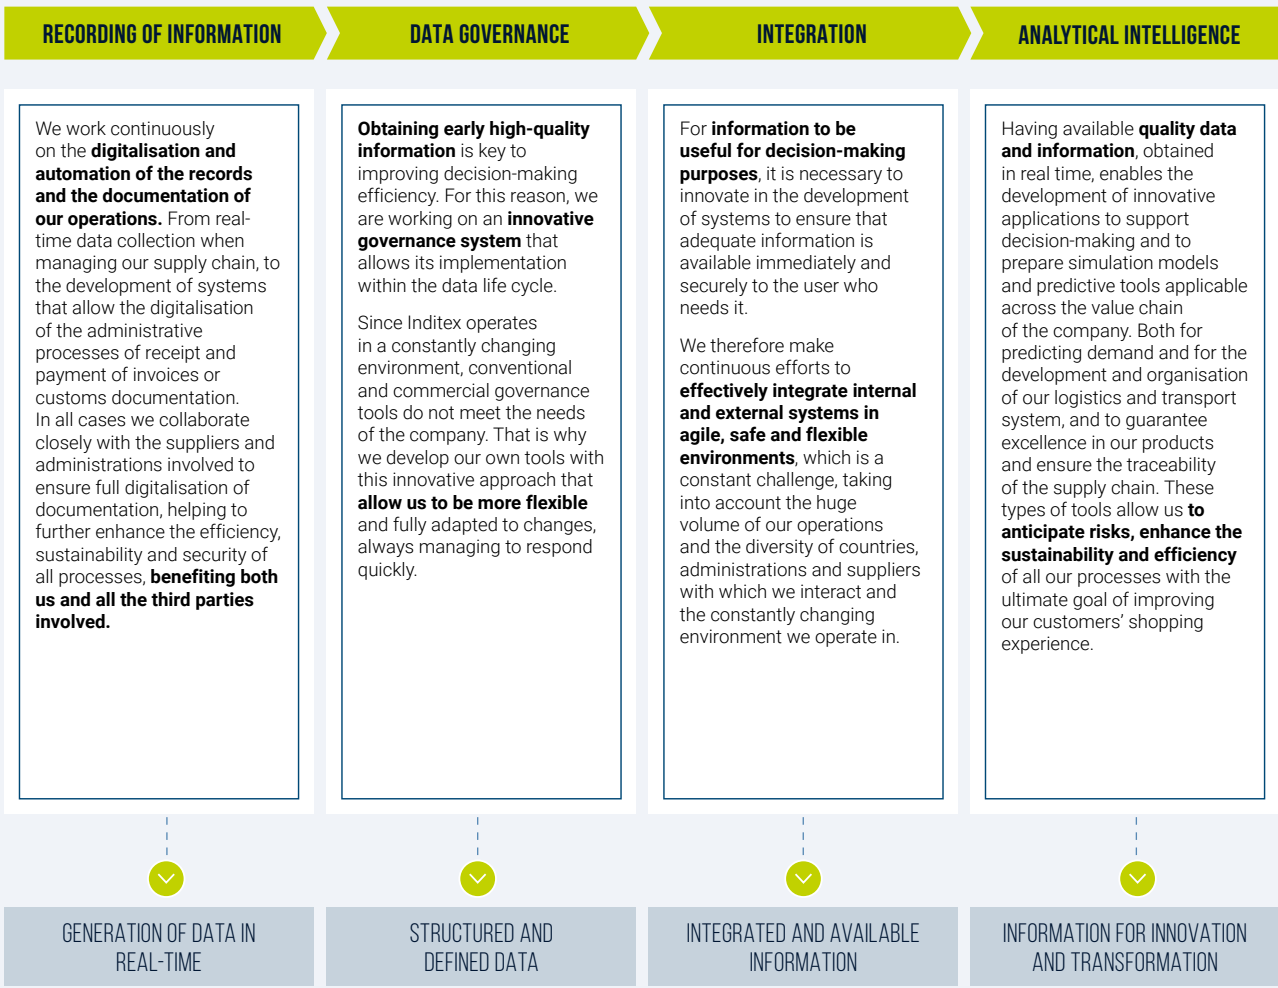 RECORDING OF INFORMATION
DATA GOVERNANCE
INTEGRATION
ANALYTICAL INTELLIGENCE
We work continuously
on the digitalisation and
automation of the records
and the documentation of
our operations. From real-
time data collection when
managing our supply chain, to
the development of systems
that allow the digitalisation
of the administrative
processes of receipt and
payment of invoices or
customs documentation.
In all cases we collaborate
closely with the suppliers and
administrations involved to
ensure full digitalisation of
documentation, helping to
further enhance the efficiency,
sustainability and security of
all processes, benefiting both
us and all the third parties
involved.
Obtaining early high-quality
information is key to
improving decision-making
efficiency. For this reason, we
are working on an innovative
governance system that
allows its implementation
within the data life cycle.
Since Inditex operates
in a constantly changing
environment, conventional
and commercial governance
tools do not meet the needs
of the company. That is why
we develop our own tools with
this innovative approach that
allow us to be more flexible
and fully adapted to changes,
always managing to respond
quickly.
For information to be
useful for decision-making
purposes, it is necessary to
innovate in the development
of systems to ensure that
adequate information is
available immediately and
securely to the user who
needs it.
We therefore make
continuous efforts to
effectively integrate internal
and external systems in
agile, safe and flexible
environments, which is a
constant challenge, taking
into account the huge
volume of our operations
and the diversity of countries,
administrations and suppliers
with which we interact and
the constantly changing
environment we operate in.
Having available quality data
and information, obtained
in real time, enables the
development of innovative
applications to support
decision-making and to
prepare simulation models
and predictive tools applicable
across the value chain
of the company. Both for
predicting demand and for the
development and organisation
of our logistics and transport
system, and to guarantee
excellence in our products
and ensure the traceability
of the supply chain. These
types of tools allow us to
anticipate risks, enhance the
sustainability and efficiency
of all our processes with the
ultimate goal of improving
our customers’ shopping
experience.
GENERATION OF DATA IN
REAL-TIME
STRUCTURED AND
DEFINED DATA
INTEGRATED AND AVAILABLE
INFORMATION
INFORMATION FOR INNOVATION
AND TRANSFORMATION